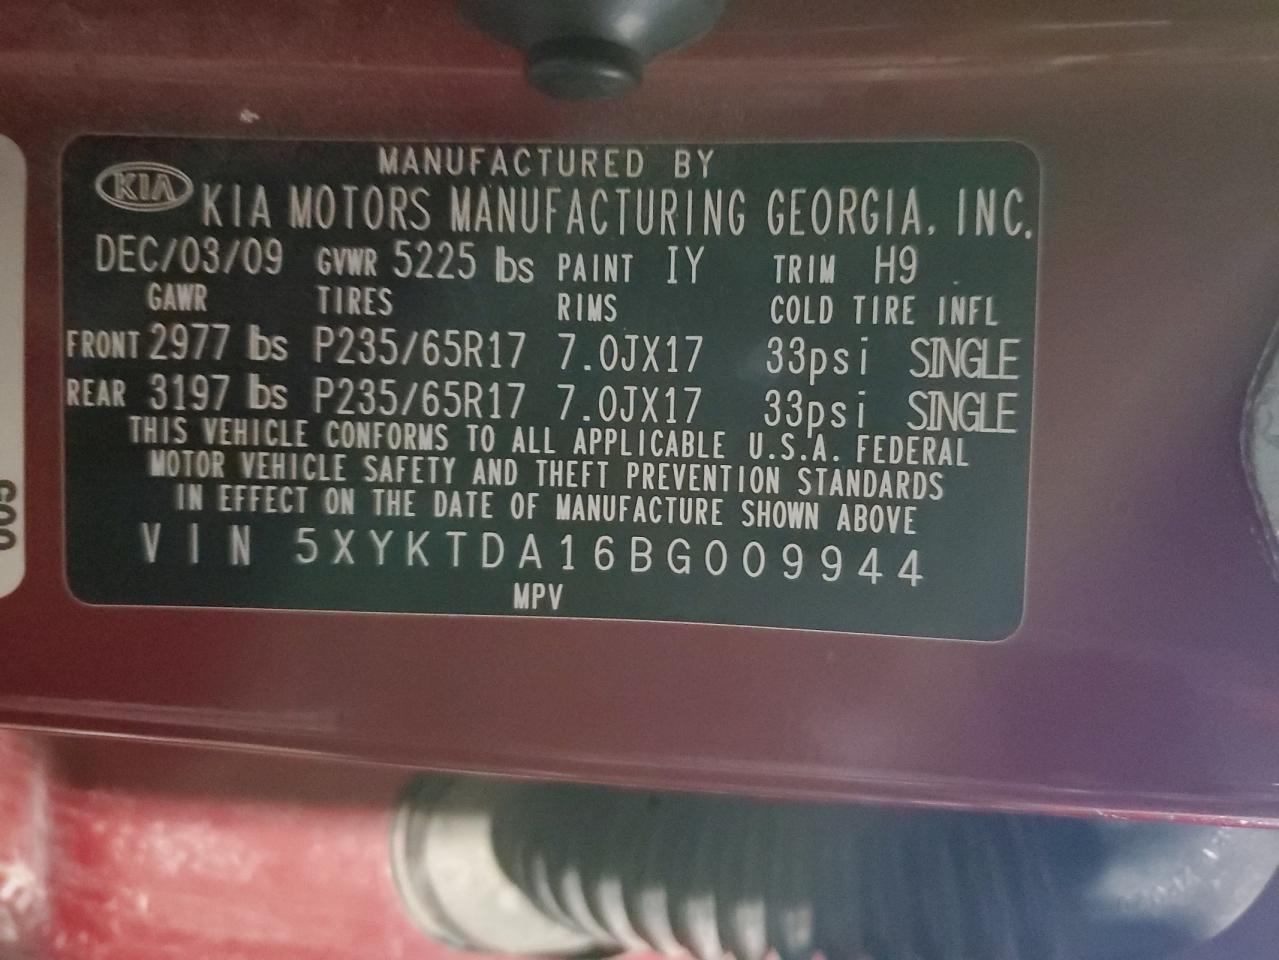 MANUFACTURED BY
KIA KIA MOTORS MANUFACTURING GEORGIA, INC.
DEC/03/09 GVWR 5225 lbs PAINT IY TRIM H9
GAWR TIRES RIMS COLD TIRE INFL
FRONT 2977 lbs P235/65R17 7.0JX17 33psi SINGLE
REAR 3197 lbs P235/65R17 7.0JX17 33psi SINGLE
THIS VEHICLE CONFORMS TO ALL APPLICABLE U.S.A. FEDERAL
MOTOR VEHICLE SAFETY AND THEFT PREVENTION STANDARDS
IN EFFECT ON THE DATE OF MANUFACTURE SHOWN ABOVE
VIN 5XYKTDA16BG009944
MPV